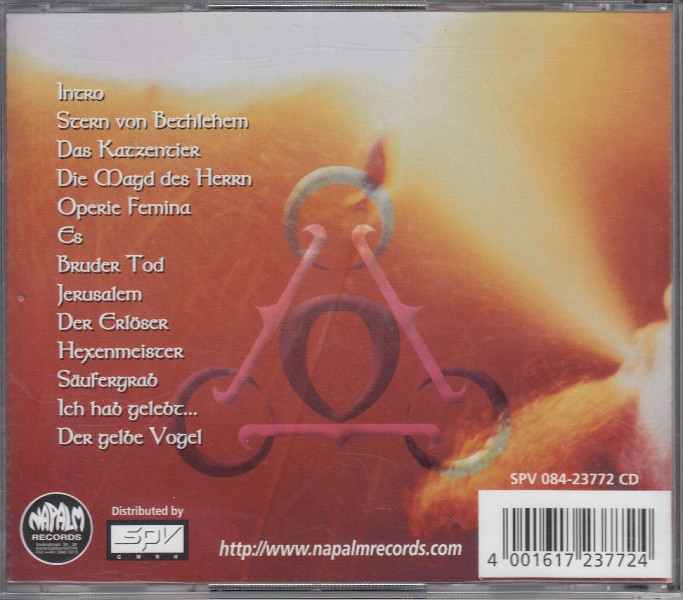 Intro
Stern von Bethlehem
Das Katzentier
Die Magd des Herrn
Operie Femina
Es
Bruder Tod
Jerusalem
Der Erlöser
Hexenmeister
Säufergrab
Ich hab gelebt...
Der gelbe Vogel
SPV 084-23772 CD
NAPALM
RECORDS
Distributed by
SPV
GMBH
http://www.napalmrecords.com
4 001617 237724